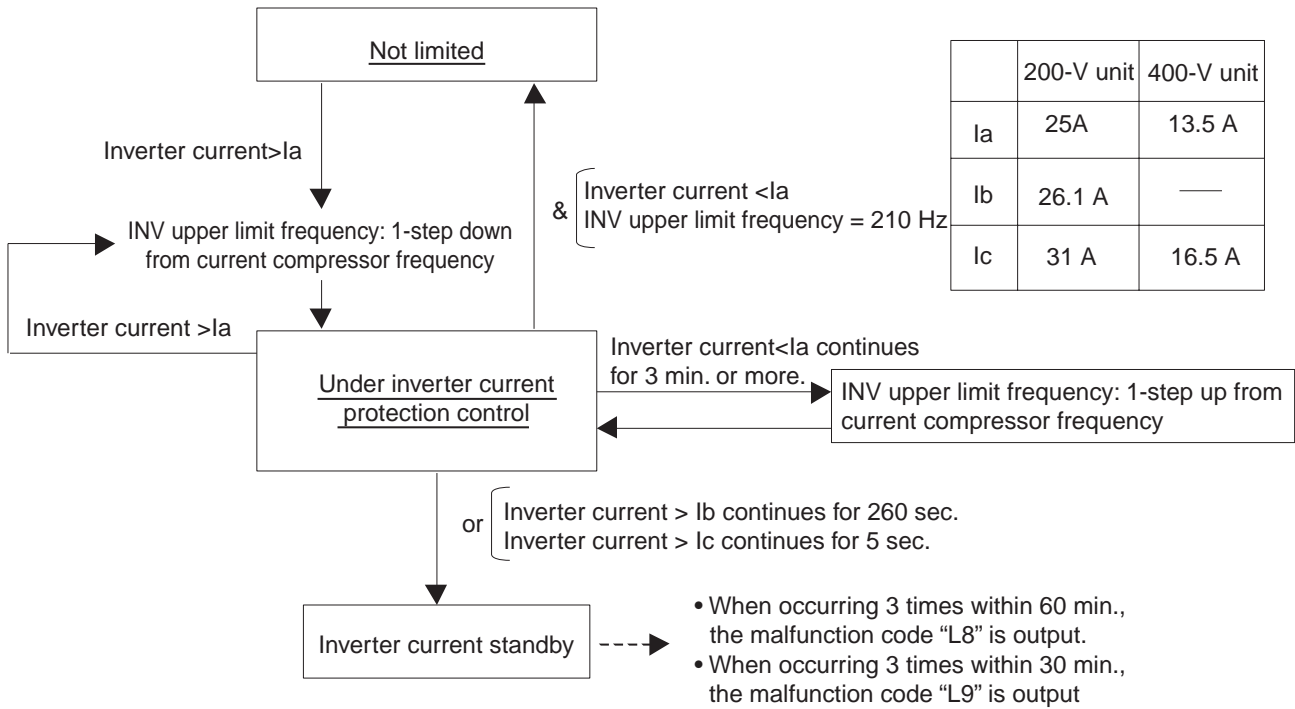 Not limited
Inverter current>Ia
&
Inverter current <Ia
INV upper limit frequency = 210 Hz
200-V unit 400-V unit
Ia 25A 13.5 A
Ib 26.1 A —
Ic 31 A 16.5 A
INV upper limit frequency: 1-step down
from current compressor frequency
Inverter current >Ia
Under inverter current
protection control
Inverter current<Ia continues
for 3 min. or more.
INV upper limit frequency: 1-step up from
current compressor frequency
or
Inverter current > Ib continues for 260 sec.
Inverter current > Ic continues for 5 sec.
Inverter current standby
• When occurring 3 times within 60 min.,
the malfunction code “L8” is output.
• When occurring 3 times within 30 min.,
the malfunction code “L9” is output